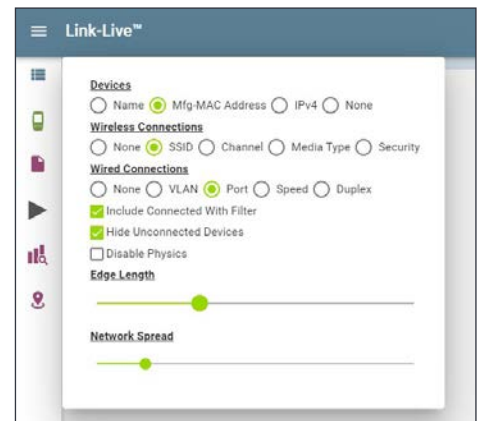 Link-Live™
Devices
Name Mfg-MAC Address IPv4 None
Wireless Connections
None SSID Channel Media Type Security
Wired Connections
None VLAN Port Speed Duplex
Include Connected With Filter
Hide Unconnected Devices
Disable Physics
Edge Length
Network Spread